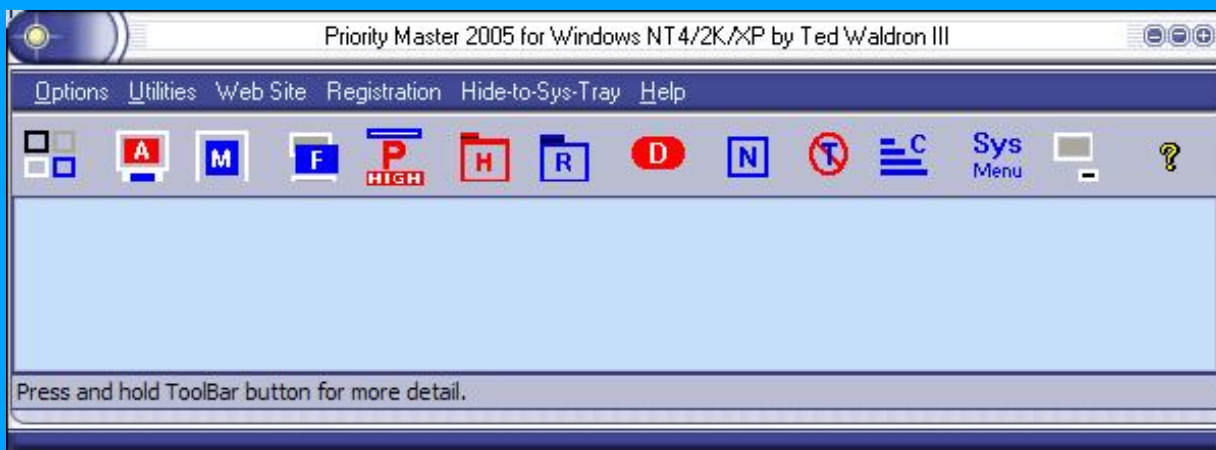 Priority Master 2005 for Windows NT4/2K/XP by Ted Waldron III
Options Utilities Web Site Registration Hide-to-Sys-Tray Help
A M F P H R D N T C Sys ?
HIGH Menu
Press and hold ToolBar button for more detail.